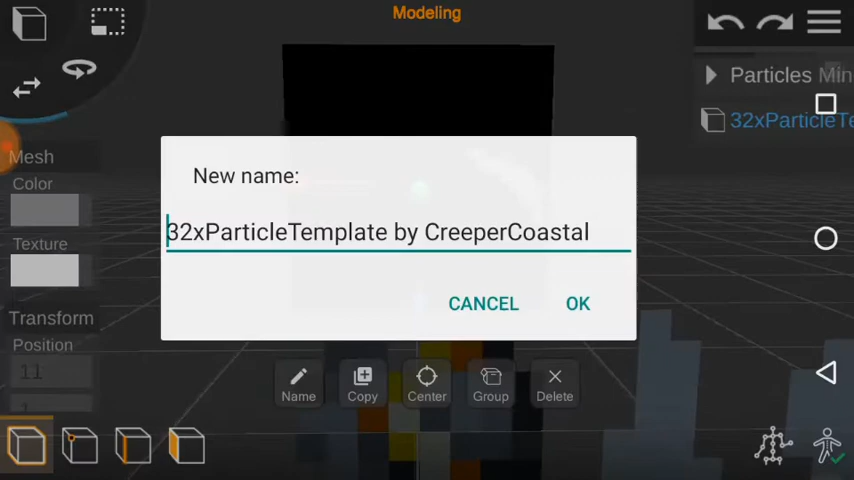 Modeling
Particles Min
32xParticleTe
Mesh
Color
Texture
Transform
Position
11
New name:
32xParticleTemplate by CreeperCoastal
CANCEL OK
Name Copy Center Group Delete